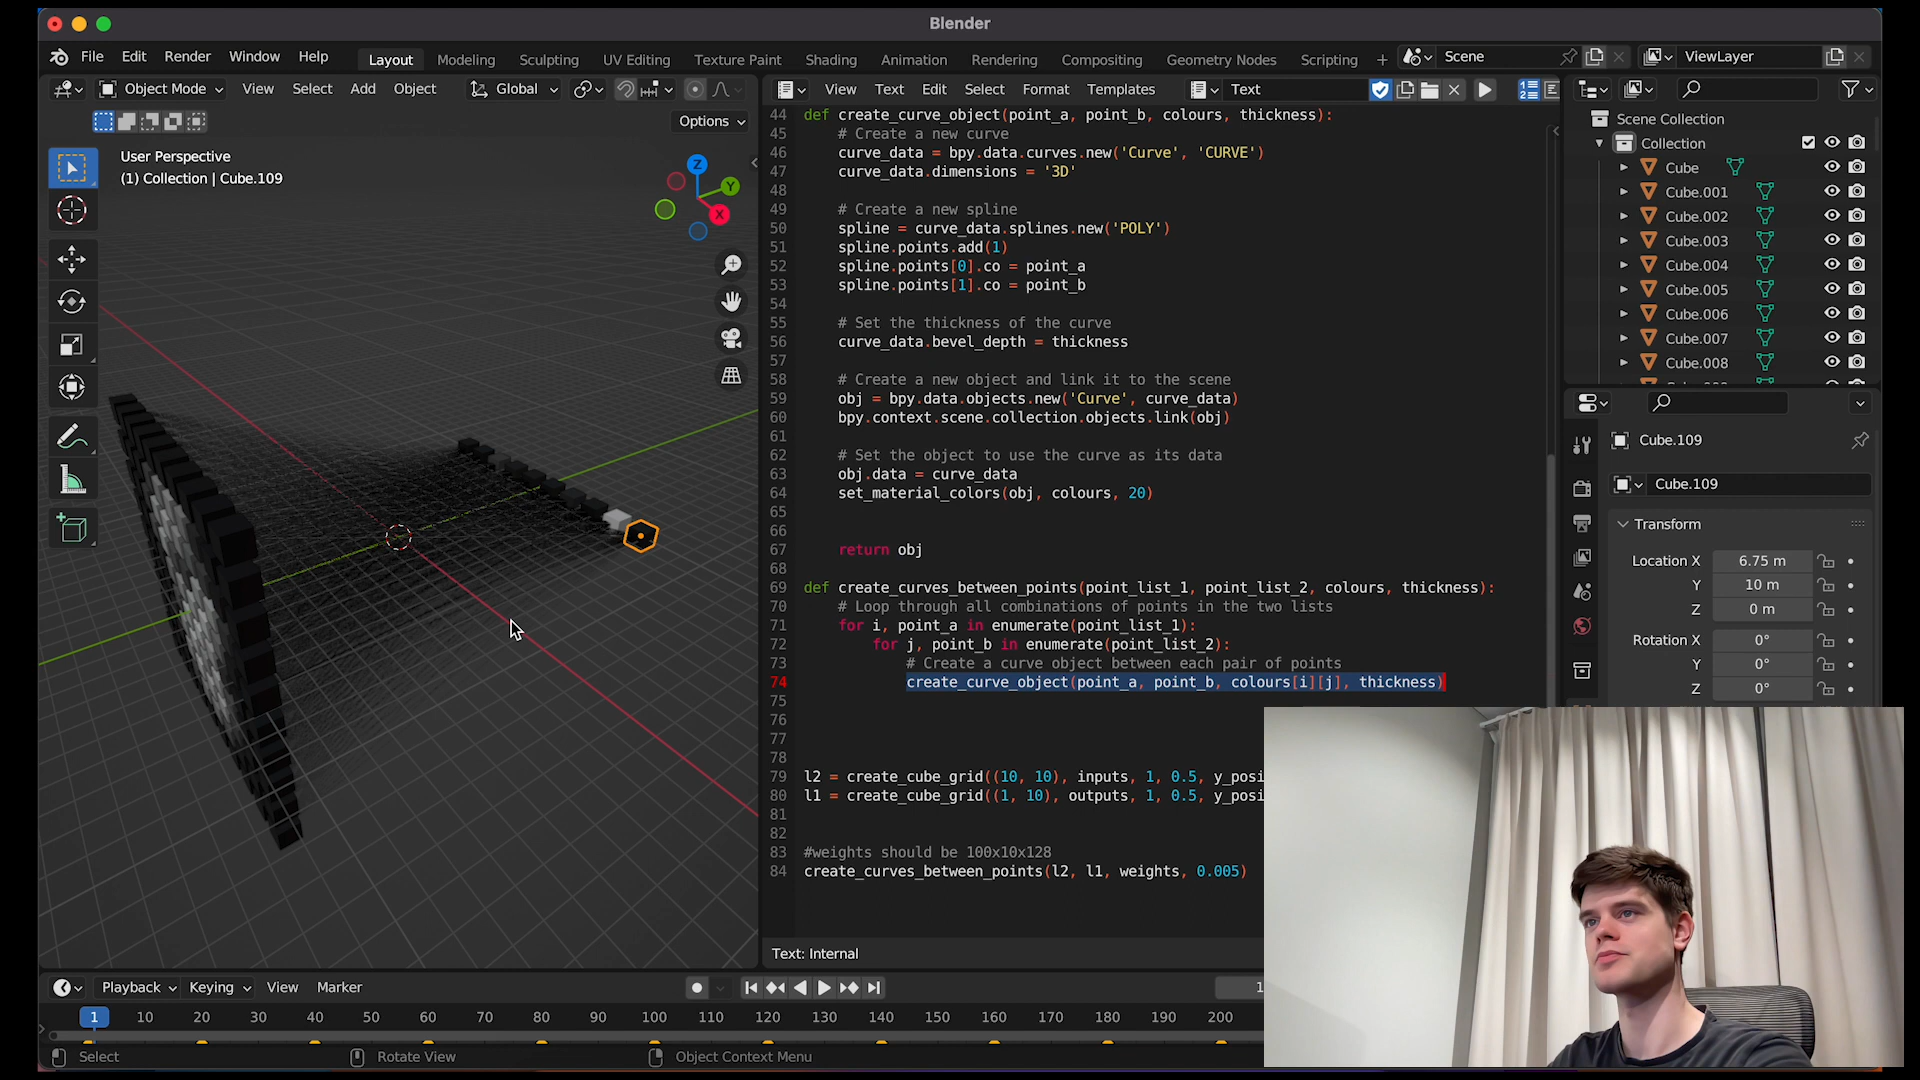 Blender
File Edit Render Window Help Layout Modeling Sculpting UV Editing Texture Paint Shading Animation Rendering Compositing Geometry Nodes Scripting + Scene ViewLayer
Object Mode View Select Add Object Global View Text Edit Select Format Templates Text
Options
User Perspective
(1) Collection | Cube.109
Z
Y
X
44 def create_curve_object(point_a, point_b, colours, thickness):
45 # Create a new curve
46 curve_data = bpy.data.curves.new('Curve', 'CURVE')
47 curve_data.dimensions = '3D'
48
49 # Create a new spline
50 spline = curve_data.splines.new('POLY')
51 spline.points.add(1)
52 spline.points[0].co = point_a
53 spline.points[1].co = point_b
54
55 # Set the thickness of the curve
56 curve_data.bevel_depth = thickness
57
58 # Create a new object and link it to the scene
59 obj = bpy.data.objects.new('Curve', curve_data)
60 bpy.context.scene.collection.objects.link(obj)
61
62 # Set the object to use the curve as its data
63 obj.data = curve_data
64 set_material_colors(obj, colours, 20)
65
66
67 return obj
68
69 def create_curves_between_points(point_list_1, point_list_2, colours, thickness):
70 # Loop through all combinations of points in the two lists
71 for i, point_a in enumerate(point_list_1):
72 for j, point_b in enumerate(point_list_2):
73 # Create a curve object between each pair of points
74 create_curve_object(point_a, point_b, colours[i][j], thickness)
75
76
77
78
79 l2 = create_cube_grid((10, 10), inputs, 1, 0.5, y_posi
80 l1 = create_cube_grid((1, 10), outputs, 1, 0.5, y_posi
81
82
83 #weights should be 100x10x128
84 create_curves_between_points(l2, l1, weights, 0.005)
Text: Internal
Scene Collection
Collection
Cube
Cube.001
Cube.002
Cube.003
Cube.004
Cube.005
Cube.006
Cube.007
Cube.008
Cube.109
Cube.109
Transform
Location X 6.75 m
Y 10 m
Z 0 m
Rotation X 0°
Y 0°
Z 0°
Playback Keying View Marker 1
1 10 20 30 40 50 60 70 80 90 100 110 120 130 140 150 160 170 180 190 200
Select Rotate View Object Context Menu